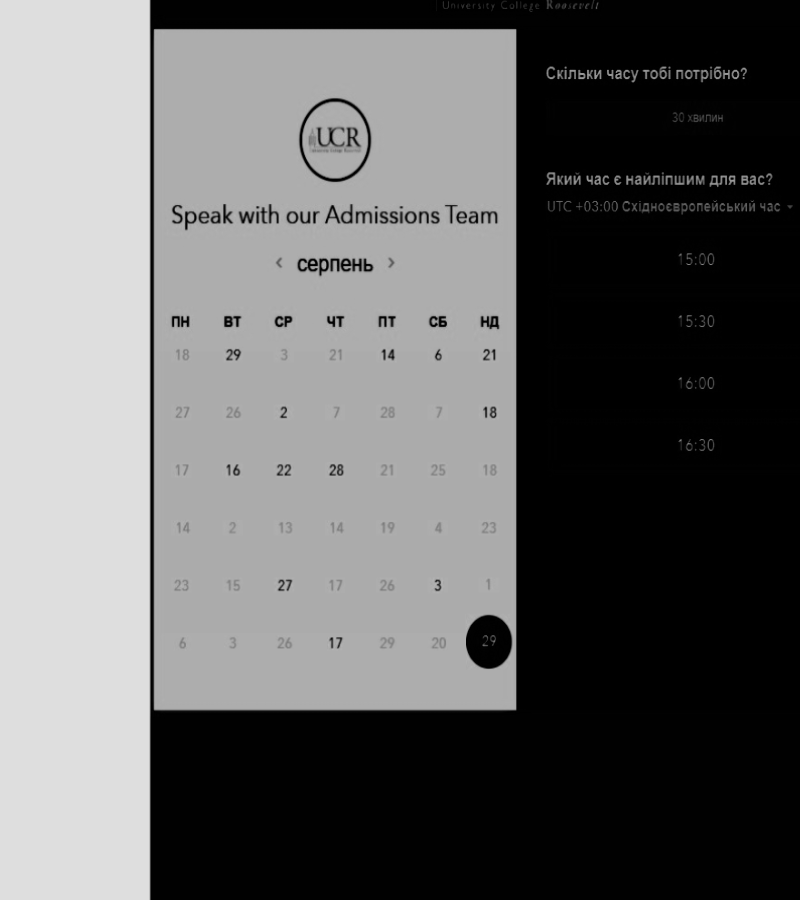 University College Roosevelt
UCR
Speak with our Admissions Team
< серпень >
ПН ВТ СР ЧТ ПТ СБ НД
18 29 3 21 14 6 21
27 26 2 7 28 7 18
17 16 22 28 21 25 18
14 2 13 14 19 4 23
23 15 27 17 26 3 1
6 3 26 17 29 20 29
Скільки часу тобі потрібно?
30 хвилин
Який час є найліпшим для вас?
UTC +03:00 Східноєвропейський час
15:00
15:30
16:00
16:30